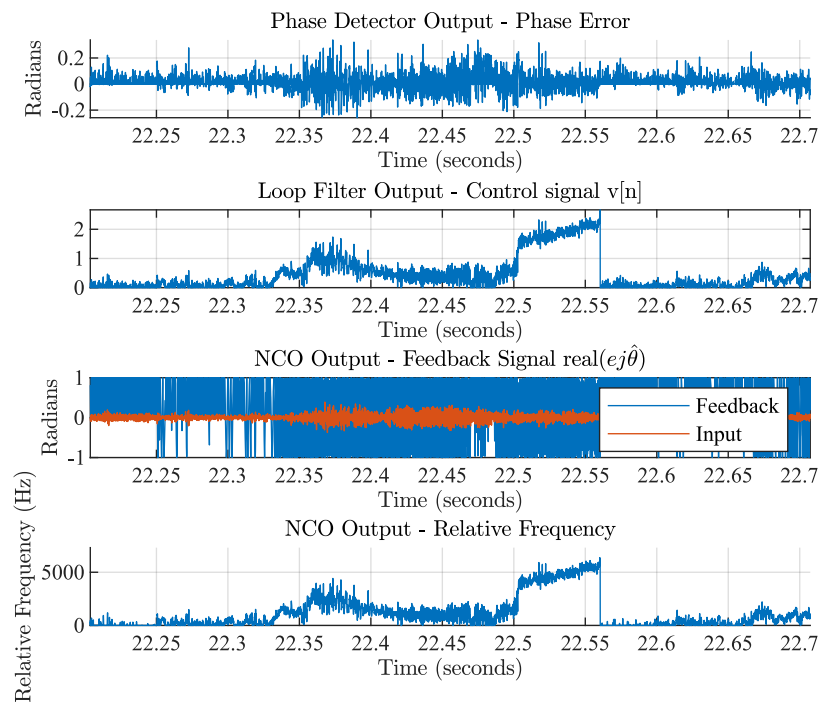 Phase Detector Output - Phase Error
Radians
0.2
0
-0.2
22.25 22.3 22.35 22.4 22.45 22.5 22.55 22.6 22.65 22.7
Time (seconds)
Loop Filter Output - Control signal v[n]
2
1
0
22.25 22.3 22.35 22.4 22.45 22.5 22.55 22.6 22.65 22.7
Time (seconds)
NCO Output - Feedback Signal real(ejθ̂)
Radians
1
0
-1
Feedback
Input
22.25 22.3 22.35 22.4 22.45 22.5 22.55 22.6 22.65 22.7
Time (seconds)
NCO Output - Relative Frequency
Relative Frequency (Hz)
5000
0
22.25 22.3 22.35 22.4 22.45 22.5 22.55 22.6 22.65 22.7
Time (seconds)